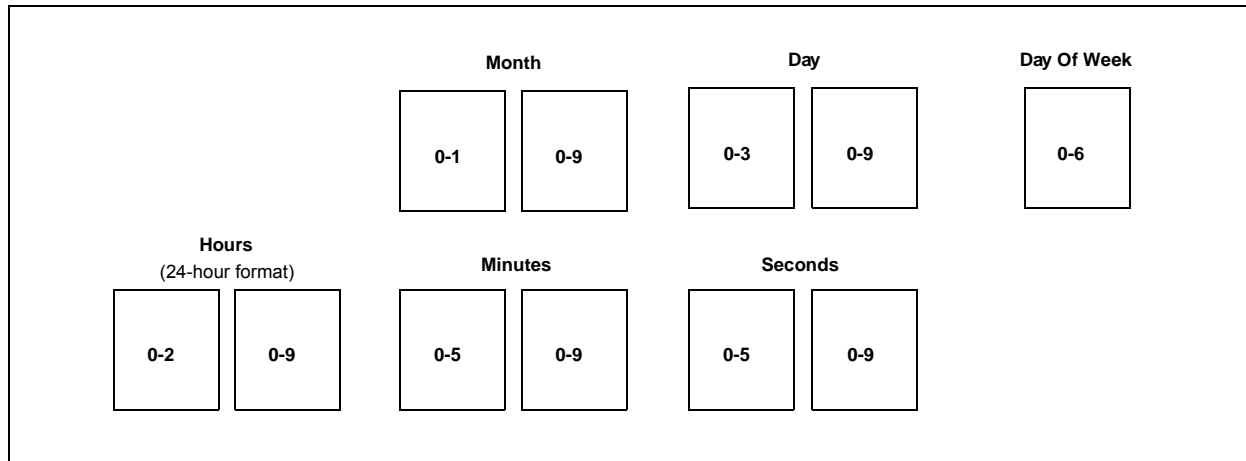 Month Day Day Of Week
0-1 0-9 0-3 0-9 0-6
Hours
(24-hour format) Minutes Seconds
0-2 0-9 0-5 0-9 0-5 0-9